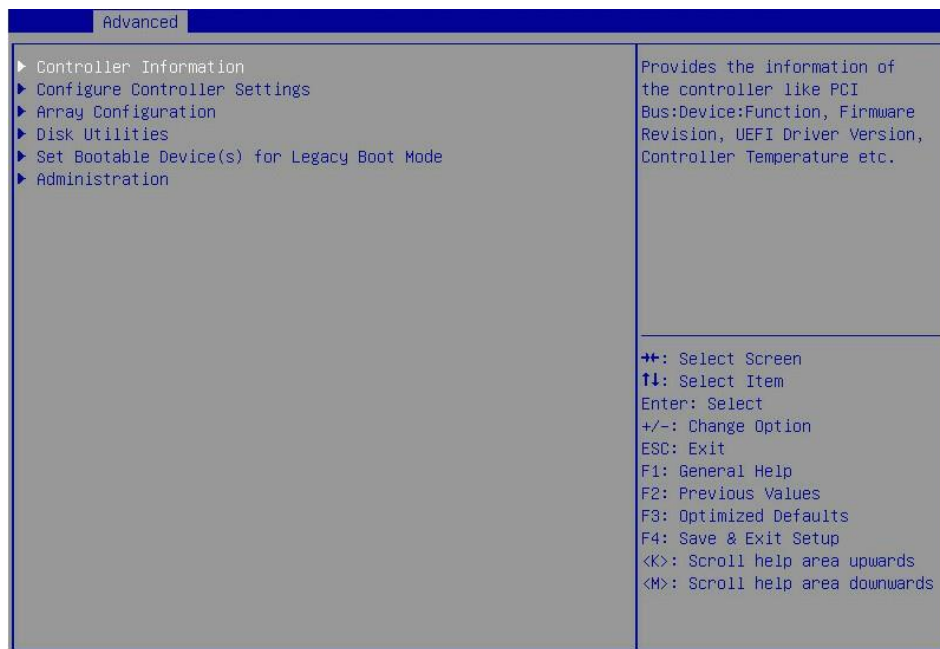 Advanced
▶ Controller Information
▶ Configure Controller Settings
▶ Array Configuration
▶ Disk Utilities
▶ Set Bootable Device(s) for Legacy Boot Mode
▶ Administration
Provides the information of
the controller like PCI
Bus:Device:Function, Firmware
Revision, UEFI Driver Version,
Controller Temperature etc.
→←: Select Screen
↑↓: Select Item
Enter: Select
+/-: Change Option
ESC: Exit
F1: General Help
F2: Previous Values
F3: Optimized Defaults
F4: Save & Exit Setup
<K>: Scroll help area upwards
<M>: Scroll help area downwards